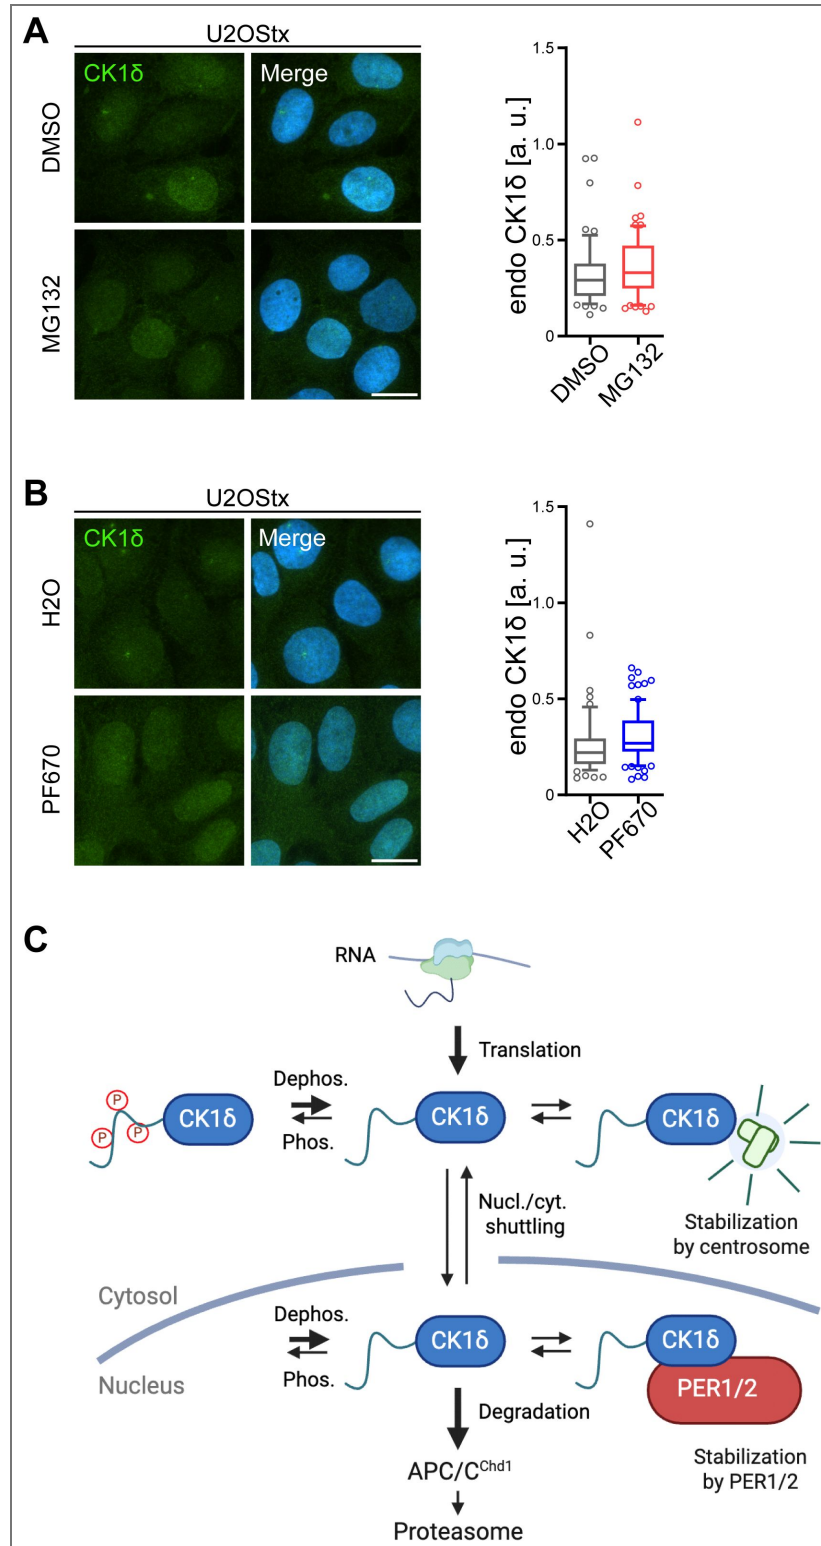 A
U2OStx
CK1δ
Merge
DMSO
MG132
endo CK1δ [a. u.]
1.5
1.0
0.5
0
DMSO
MG132
B
U2OStx
CK1δ
Merge
H2O
PF670
endo CK1δ [a. u.]
1.5
1.0
0.5
0
H2O
PF670
C
RNA
Translation
P
P
P
CK1δ
Dephos.
Phos.
CK1δ
CK1δ
Nucl./cyt.
shuttling
Stabilization
by centrosome
Cytosol
Nucleus
Dephos.
Phos.
CK1δ
CK1δ
PER1/2
Degradation
Stabilization
by PER1/2
APC/C^Chd1
Proteasome